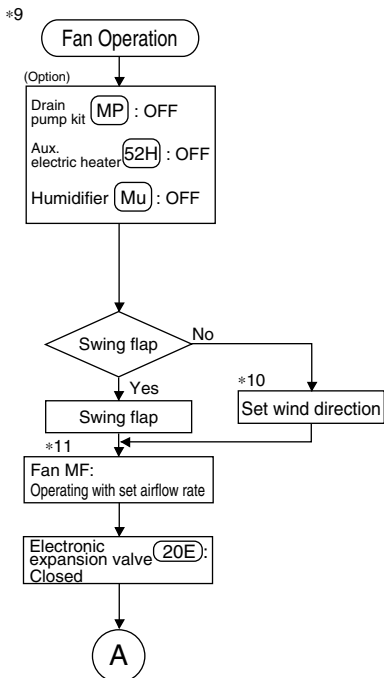 *9
Fan Operation
(Option)
Drain
pump kit MP : OFF
Aux.
electric heater 52H : OFF
Humidifier Mu : OFF
Swing flap
No
Yes
*10
Swing flap
Set wind direction
*11
Fan MF:
Operating with set airflow rate
Electronic
expansion valve 20E :
Closed
A